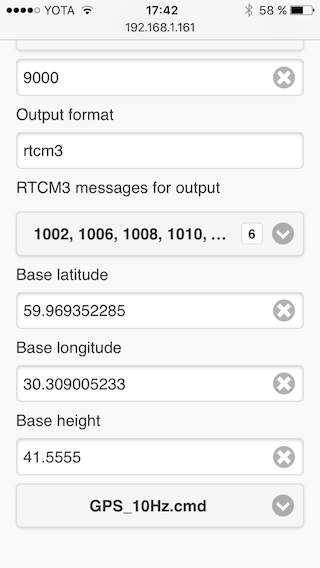 YOTA 17:42 58 %
192.168.1.161
9000
Output format
rtcm3
RTCM3 messages for output
1002, 1006, 1008, 1010, ... 6
Base latitude
59.969352285
Base longitude
30.309005233
Base height
41.5555
GPS_10Hz.cmd